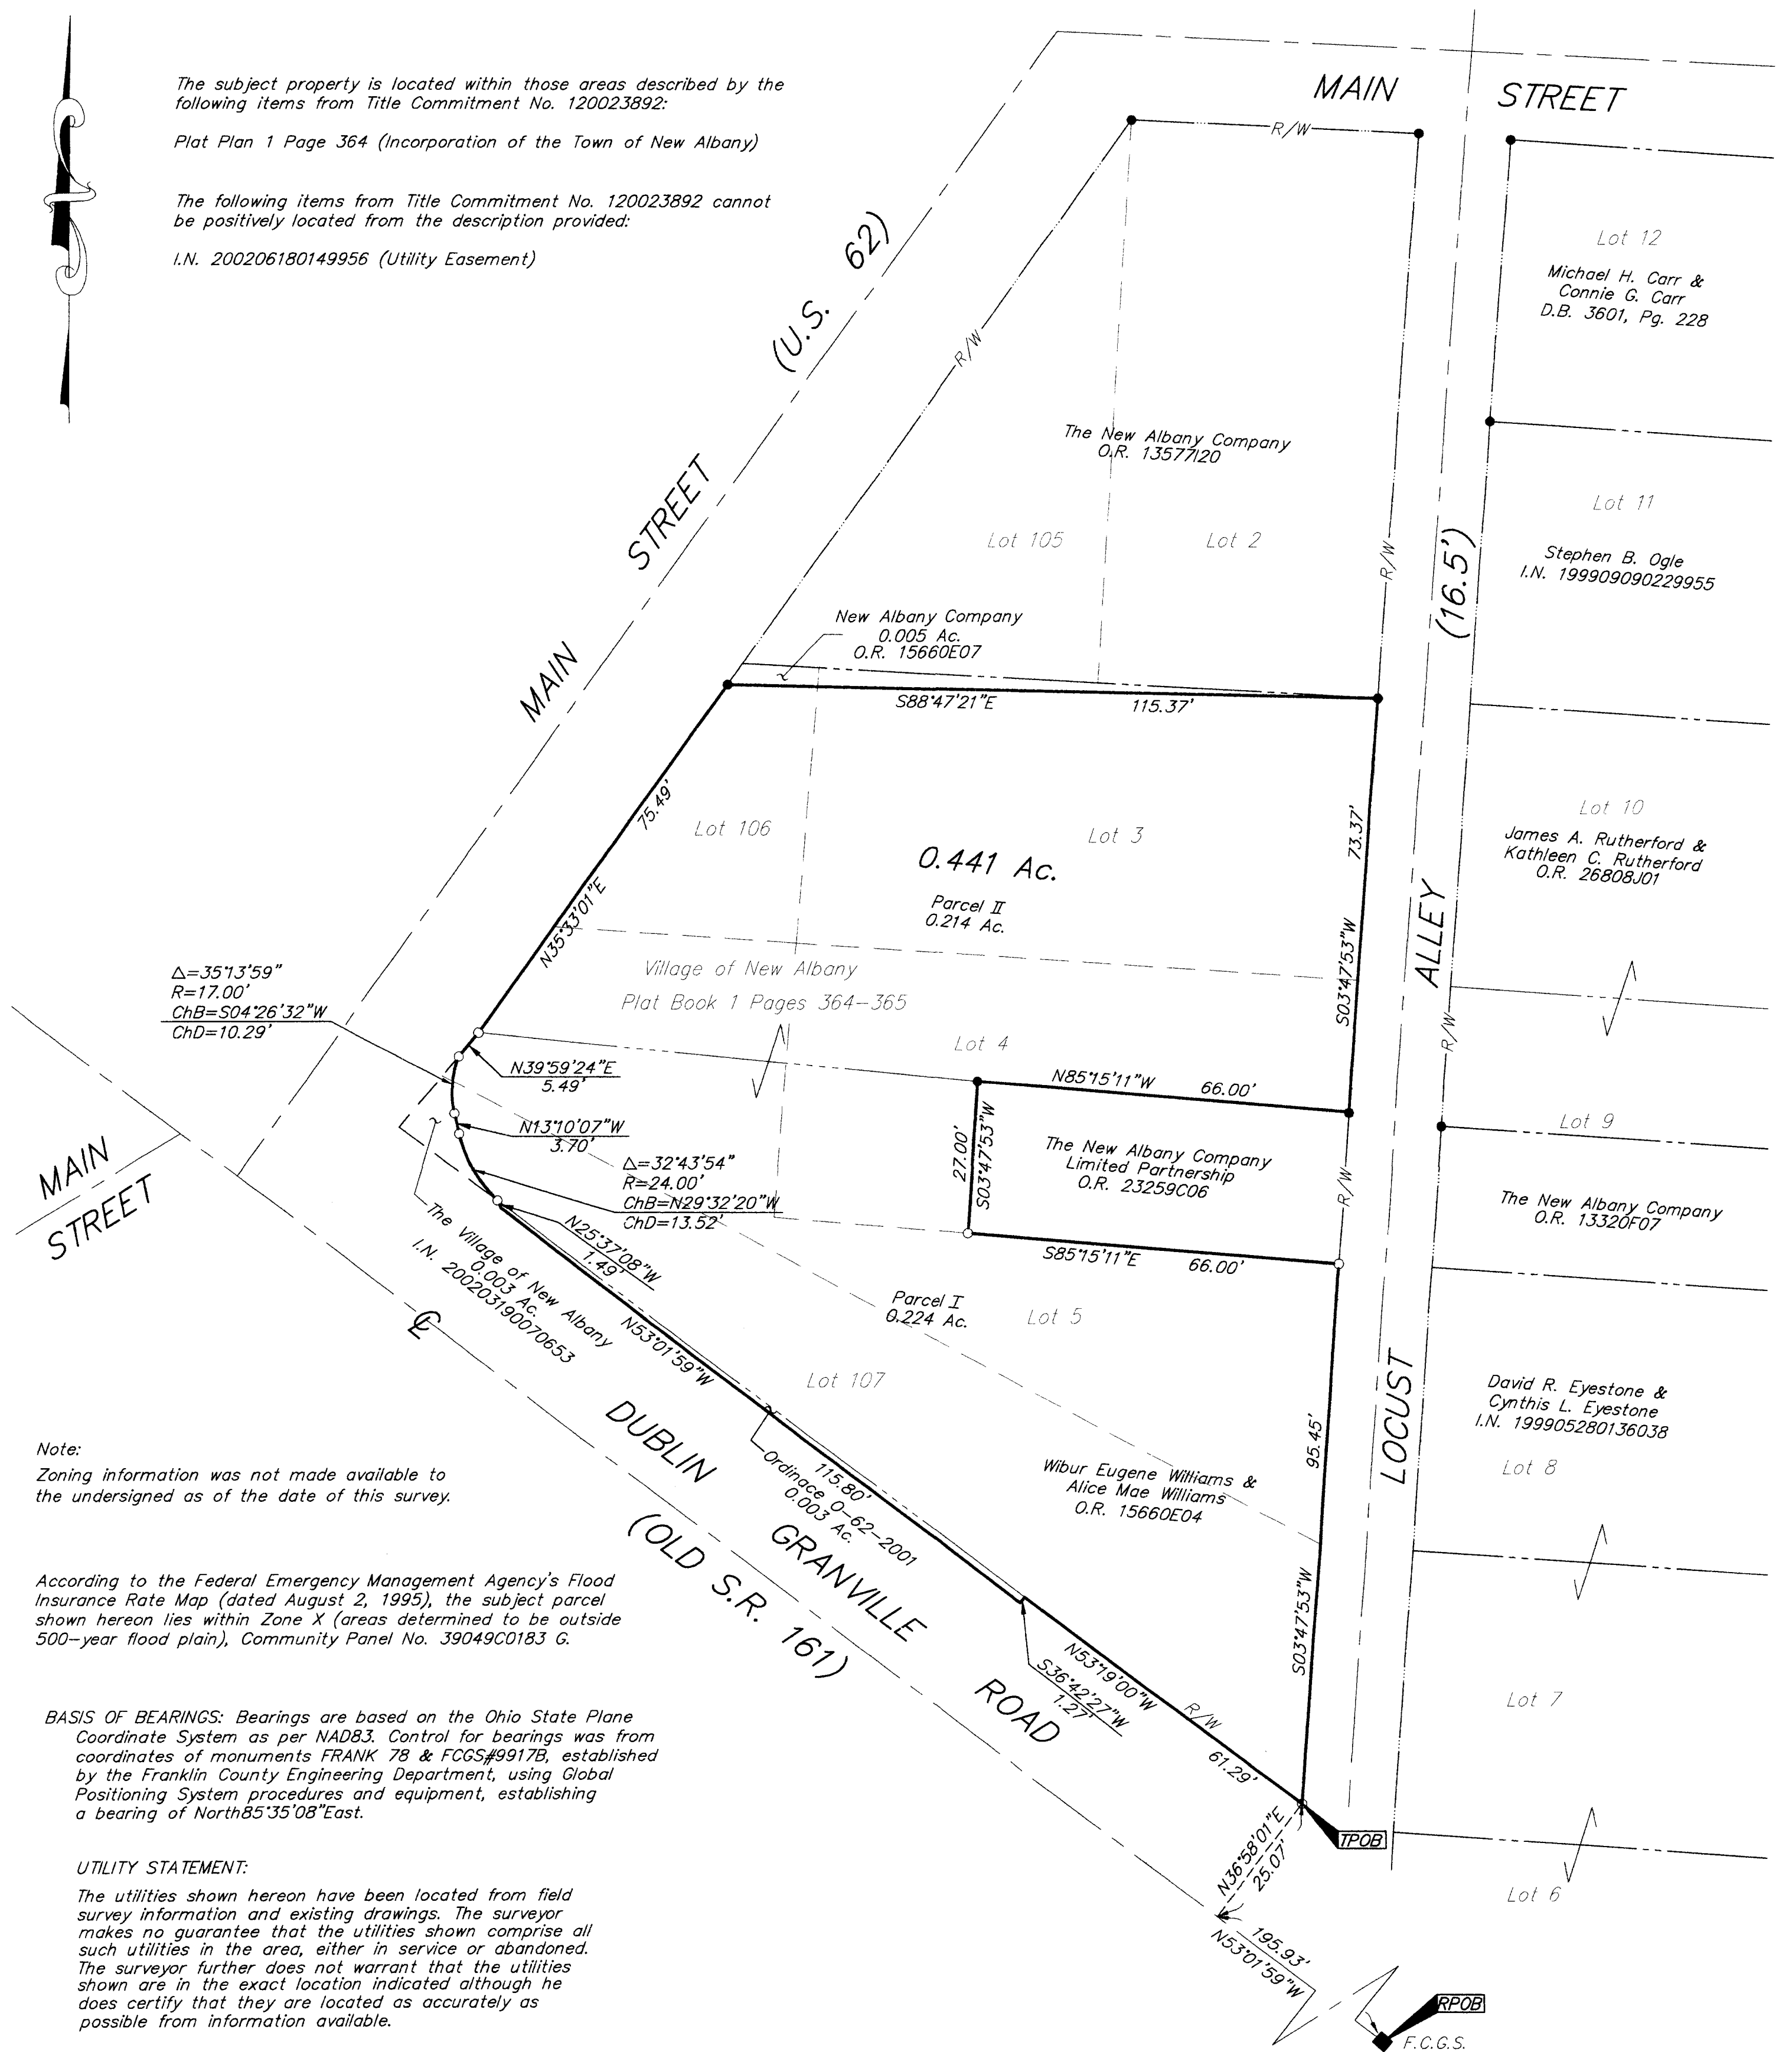 The subject property is located within those areas described by the
following items from Title Commitment No. 120023892:
Plat Plan 1 Page 364 (Incorporation of the Town of New Albany)
The following items from Title Commitment No. 120023892 cannot
be positively located from the description provided:
I.N. 200206180149956 (Utility Easement)
MAIN STREET
R/W
(U.S. 62)
R/W
Lot 12
Michael H. Carr &
Connie G. Carr
D.B. 3601, Pg. 228
The New Albany Company
O.R. 13577I20
Lot 105
Lot 2
R/W
(16.5')
Lot 11
Stephen B. Ogle
I.N. 199909090229955
MAIN STREET
New Albany Company
0.005 Ac.
O.R. 15660E07
S88°47'21"E 115.37'
75.49'
N35°33'01"E
Lot 106
Lot 3
0.441 Ac.
Parcel II
0.214 Ac.
73.37'
S03°47'53"W
Lot 10
James A. Rutherford &
Kathleen C. Rutherford
O.R. 26808J01
ALLEY
Village of New Albany
Plat Book 1 Pages 364-365
Δ=35°13'59"
R=17.00'
ChB=S04°26'32"W
ChD=10.29'
Lot 4
R/W
N39°59'24"E
5.49'
N85°15'11"W 66.00'
N13°10'07"W
3.70'
27.00'
S03°47'53"W
The New Albany Company
Limited Partnership
O.R. 23259C06
R/W
Lot 9
MAIN
STREET
Δ=32°43'54"
R=24.00'
ChB=N29°32'20"W
ChD=13.52'
The New Albany Company
O.R. 13320F07
N25°37'08"W
1.49'
S85°15'11"E 66.00'
The Village of New Albany
0.003 Ac.
I.N. 200203190070653
Parcel I
0.224 Ac.
Lot 5
℄
N53°01'59"W
Lot 107
LOCUST
David R. Eyestone &
Cynthis L. Eyestone
I.N. 199905280136038
Lot 8
95.45'
S03°47'53"W
DUBLIN GRANVILLE ROAD
(OLD S.R. 161)
115.80'
Ordinace O-62-2001
0.003 Ac.
Wibur Eugene Williams &
Alice Mae Williams
O.R. 15660E04
Note:
Zoning information was not made available to
the undersigned as of the date of this survey.
According to the Federal Emergency Management Agency's Flood
Insurance Rate Map (dated August 2, 1995), the subject parcel
shown hereon lies within Zone X (areas determined to be outside
500-year flood plain), Community Panel No. 39049C0183 G.
S36°42'27"W
1.27'
N53°19'00"W
R/W
61.29'
Lot 7
BASIS OF BEARINGS: Bearings are based on the Ohio State Plane
Coordinate System as per NAD83. Control for bearings was from
coordinates of monuments FRANK 78 & FCGS#9917B, established
by the Franklin County Engineering Department, using Global
Positioning System procedures and equipment, establishing
a bearing of North85°35'08"East.
TPOB
N36°58'01"E
25.07'
Lot 6
UTILITY STATEMENT:
The utilities shown hereon have been located from field
survey information and existing drawings. The surveyor
makes no guarantee that the utilities shown comprise all
such utilities in the area, either in service or abandoned.
The surveyor further does not warrant that the utilities
shown are in the exact location indicated although he
does certify that they are located as accurately as
possible from information available.
195.93'
N53°01'59"W
RPOB
F.C.G.S.